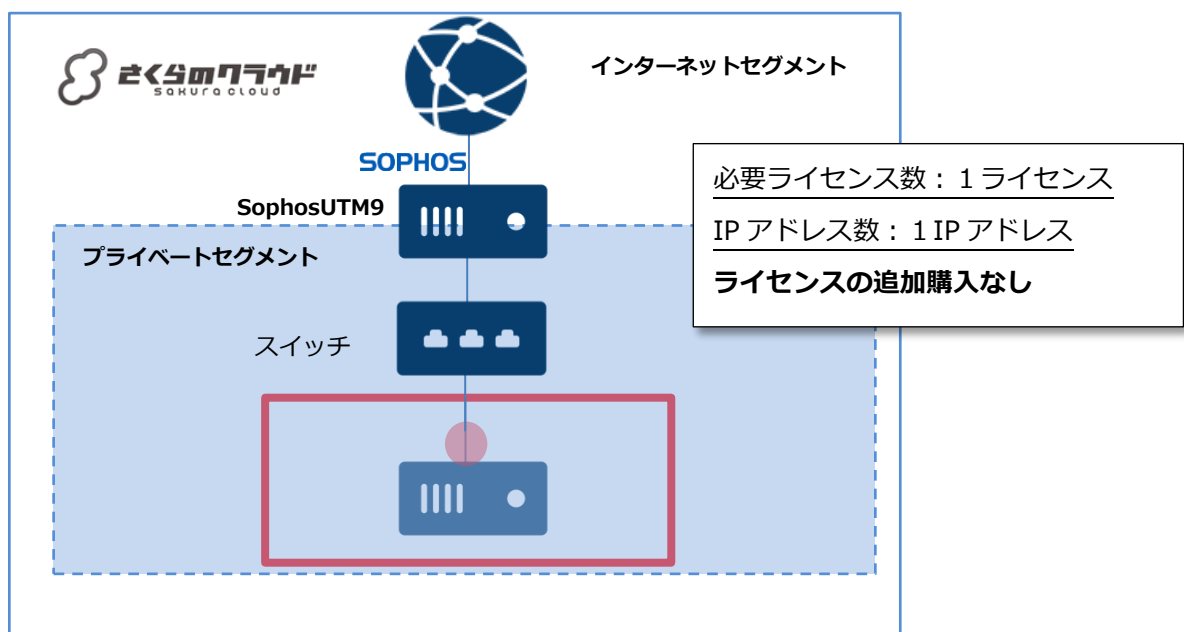 さくらのクラウド
SAKURA CLOUD
インターネットセグメント
SOPHOS
SophosUTM9
プライベートセグメント
スイッチ
必要ライセンス数：１ライセンス
IP アドレス数：１IP アドレス
ライセンスの追加購入なし